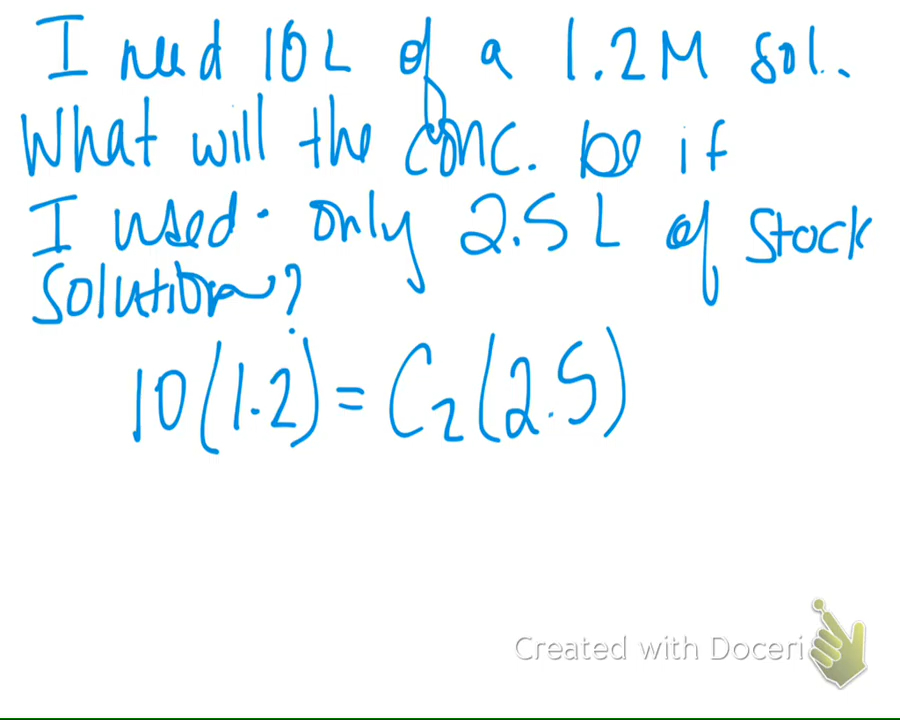 I need 10L of a 1.2M sol.
What will the conc. be if
I used. only 2.5 L of Stock
Solution?
10(1.2) = C₂(2.5)
Created with Doceri